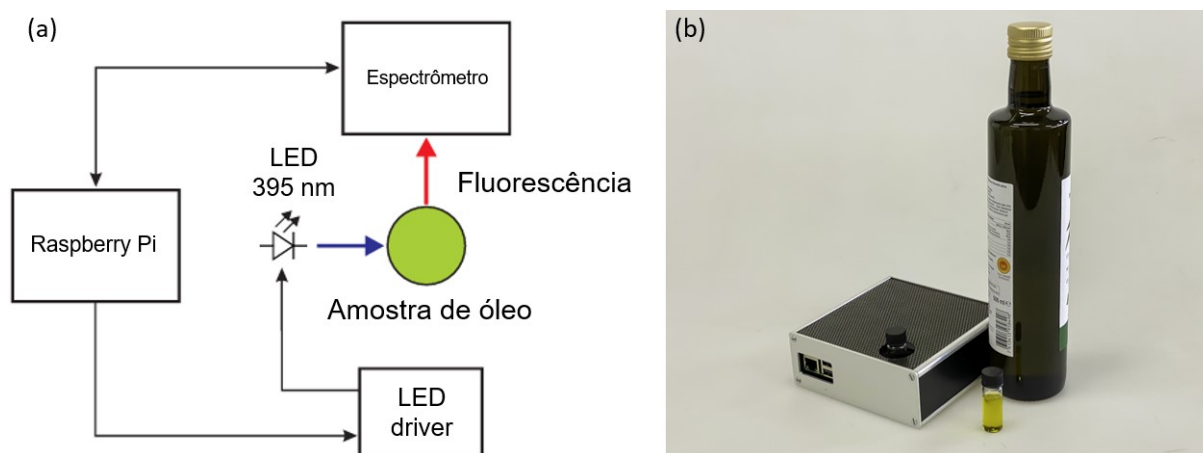 (a)
Espectrômetro
LED
395 nm
Fluorescência
Raspberry Pi
Amostra de óleo
LED
driver
(b)